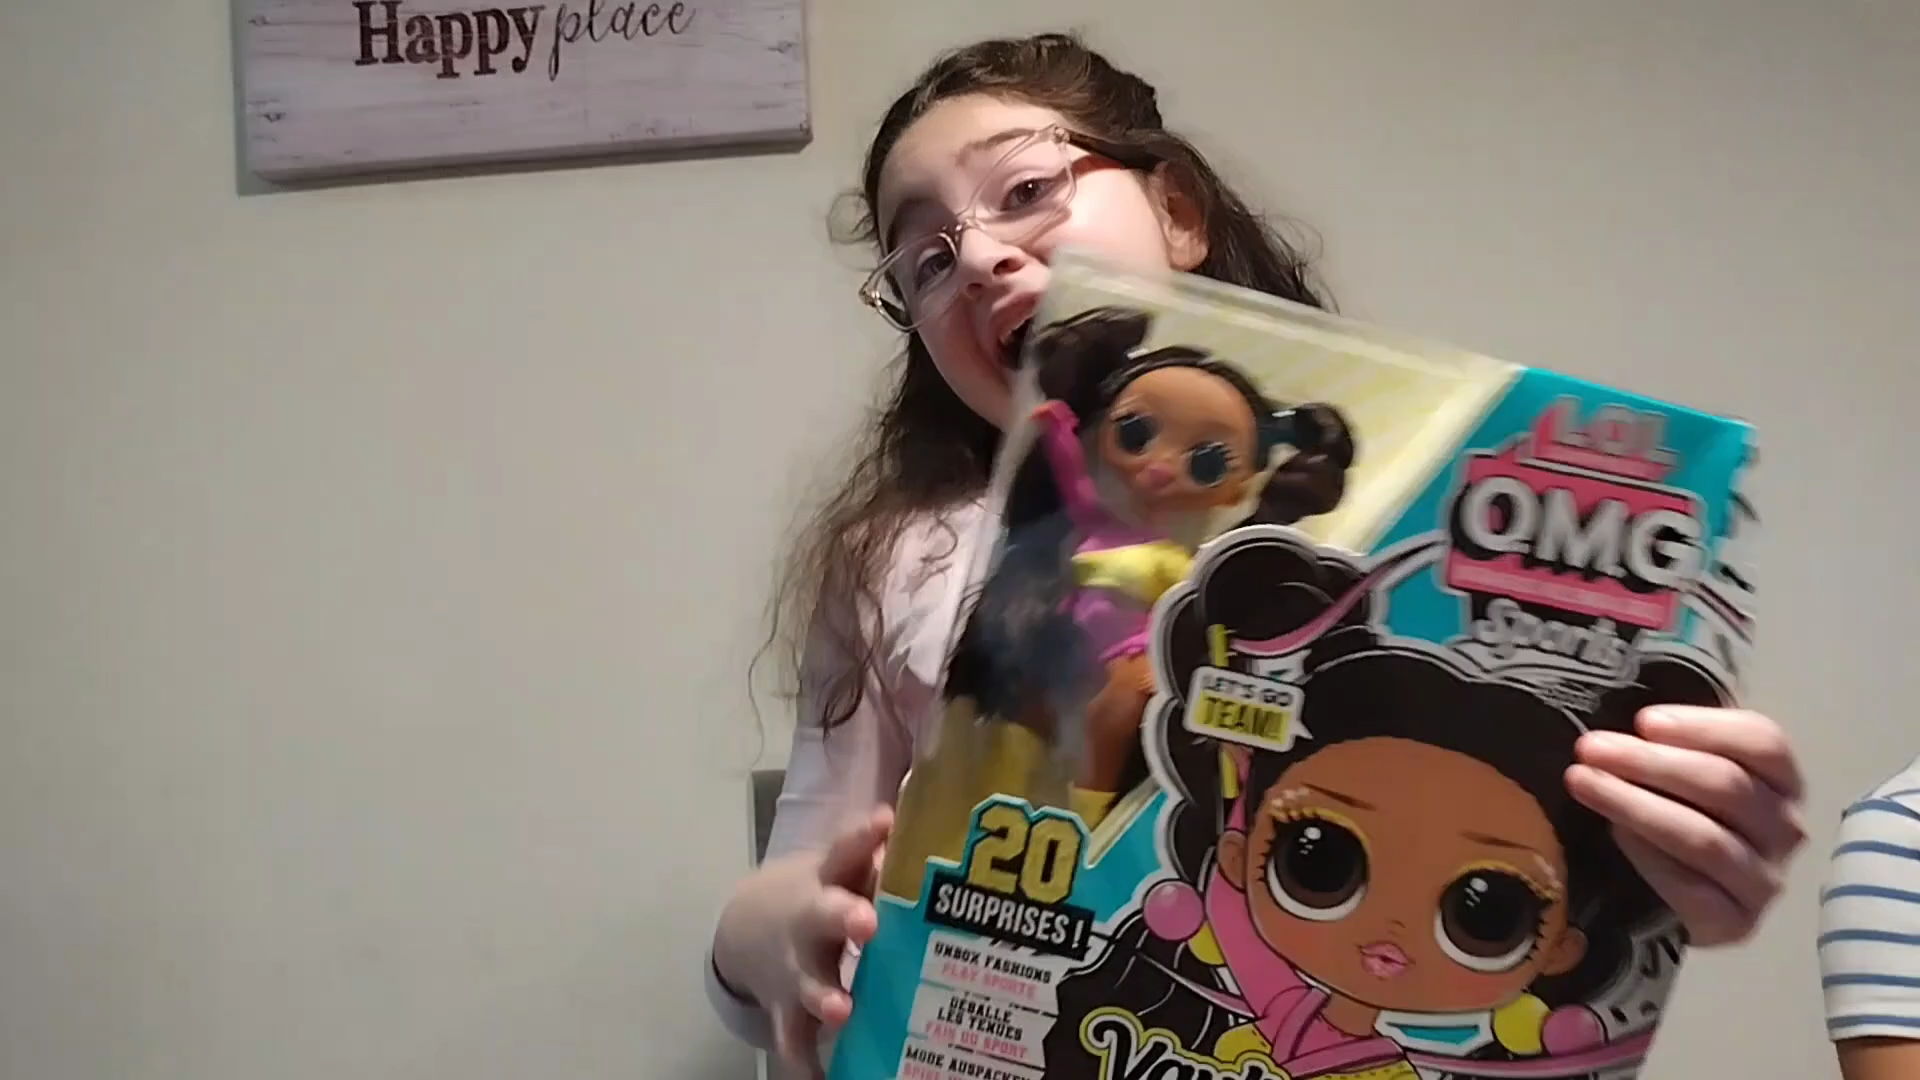 Happy place
L.O.L.
OMG
Sports
LET'S GO
TEAM!
20
SURPRISES!
UNBOX FASHIONS
PLAY SPORTS
DÉBALLE
LES TENUES
FAIS DU SPORT
MODE AUSPACKEN